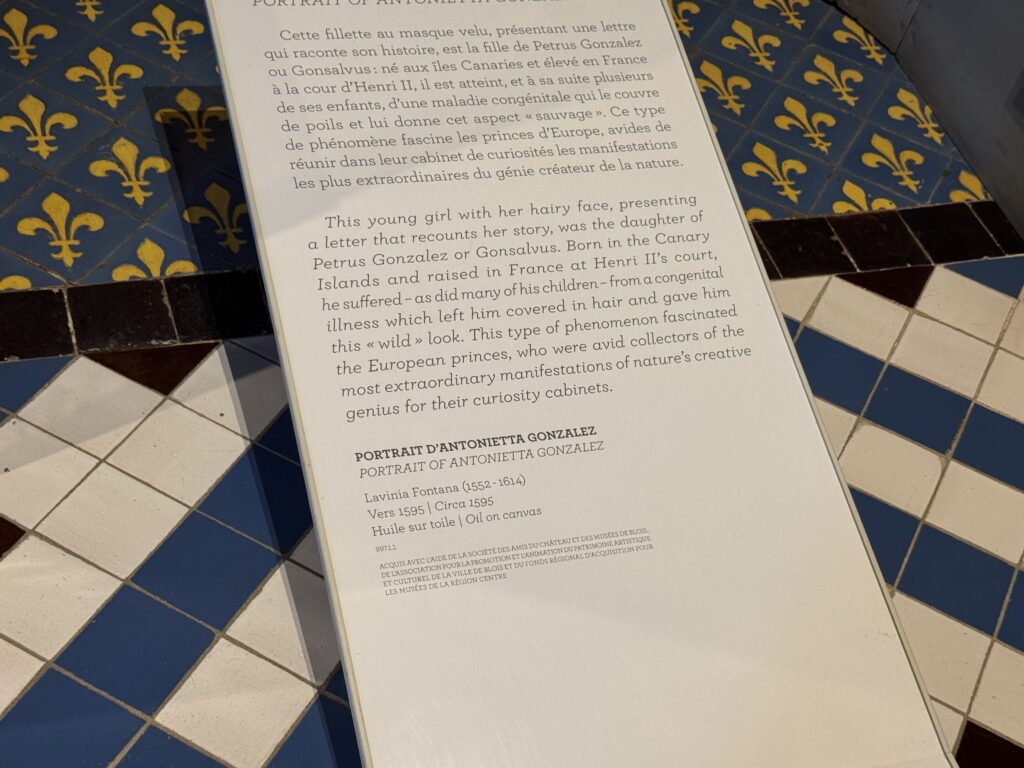 PORTRAIT OF ANTONIETTA GONZALEZ
Cette fillette au masque velu, présentant une lettre
qui raconte son histoire, est la fille de Petrus Gonzalez
ou Gonsalvus : né aux îles Canaries et élevé en France
à la cour d'Henri II, il est atteint, et à sa suite plusieurs
de ses enfants, d'une maladie congénitale qui le couvre
de poils et lui donne cet aspect « sauvage ». Ce type
de phénomène fascine les princes d'Europe, avides de
réunir dans leur cabinet de curiosités les manifestations
les plus extraordinaires du génie créateur de la nature.
This young girl with her hairy face, presenting
a letter that recounts her story, was the daughter of
Petrus Gonzalez or Gonsalvus. Born in the Canary
Islands and raised in France at Henri II's court,
he suffered – as did many of his children – from a congenital
illness which left him covered in hair and gave him
this « wild » look. This type of phenomenon fascinated
the European princes, who were avid collectors of the
most extraordinary manifestations of nature's creative
genius for their curiosity cabinets.
PORTRAIT D'ANTONIETTA GONZALEZ
PORTRAIT OF ANTONIETTA GONZALEZ
Lavinia Fontana (1552 - 1614)
Vers 1595 | Circa 1595
Huile sur toile | Oil on canvas
997.1.1.
ACQUIS AVEC L'AIDE DE LA SOCIÉTÉ DES AMIS DU CHÂTEAU ET DES MUSÉES DE BLOIS,
DE L'ASSOCIATION POUR LA PROMOTION ET L'ANIMATION DU PATRIMOINE ARTISTIQUE
ET CULTUREL DE LA VILLE DE BLOIS ET DU FONDS RÉGIONAL D'ACQUISITION POUR
LES MUSÉES DE LA RÉGION CENTRE